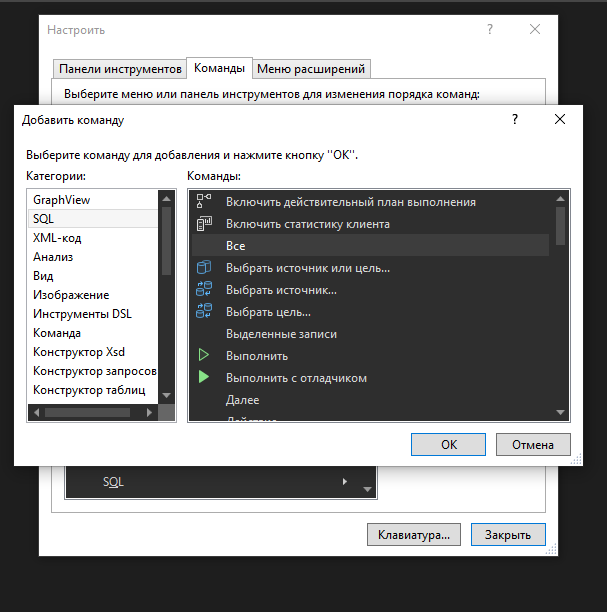 Настроить
Панели инструментов
Команды
Меню расширений
Выберите меню или панель инструментов для изменения порядка команд:
Добавить команду
Выберите команду для добавления и нажмите кнопку "ОК".
Категории:
GraphView
SQL
XML-код
Анализ
Вид
Изображение
Инструменты DSL
Команда
Конструктор Xsd
Конструктор запросов
Конструктор таблиц
Команды:
Включить действительный план выполнения
Включить статистику клиента
Все
Выбрать источник или цель...
Выбрать источник...
Выбрать цель...
Выделенные записи
Выполнить
Выполнить с отладчиком
Далее
Действие
ОК
Отмена
SQL
Клавиатура...
Закрыть